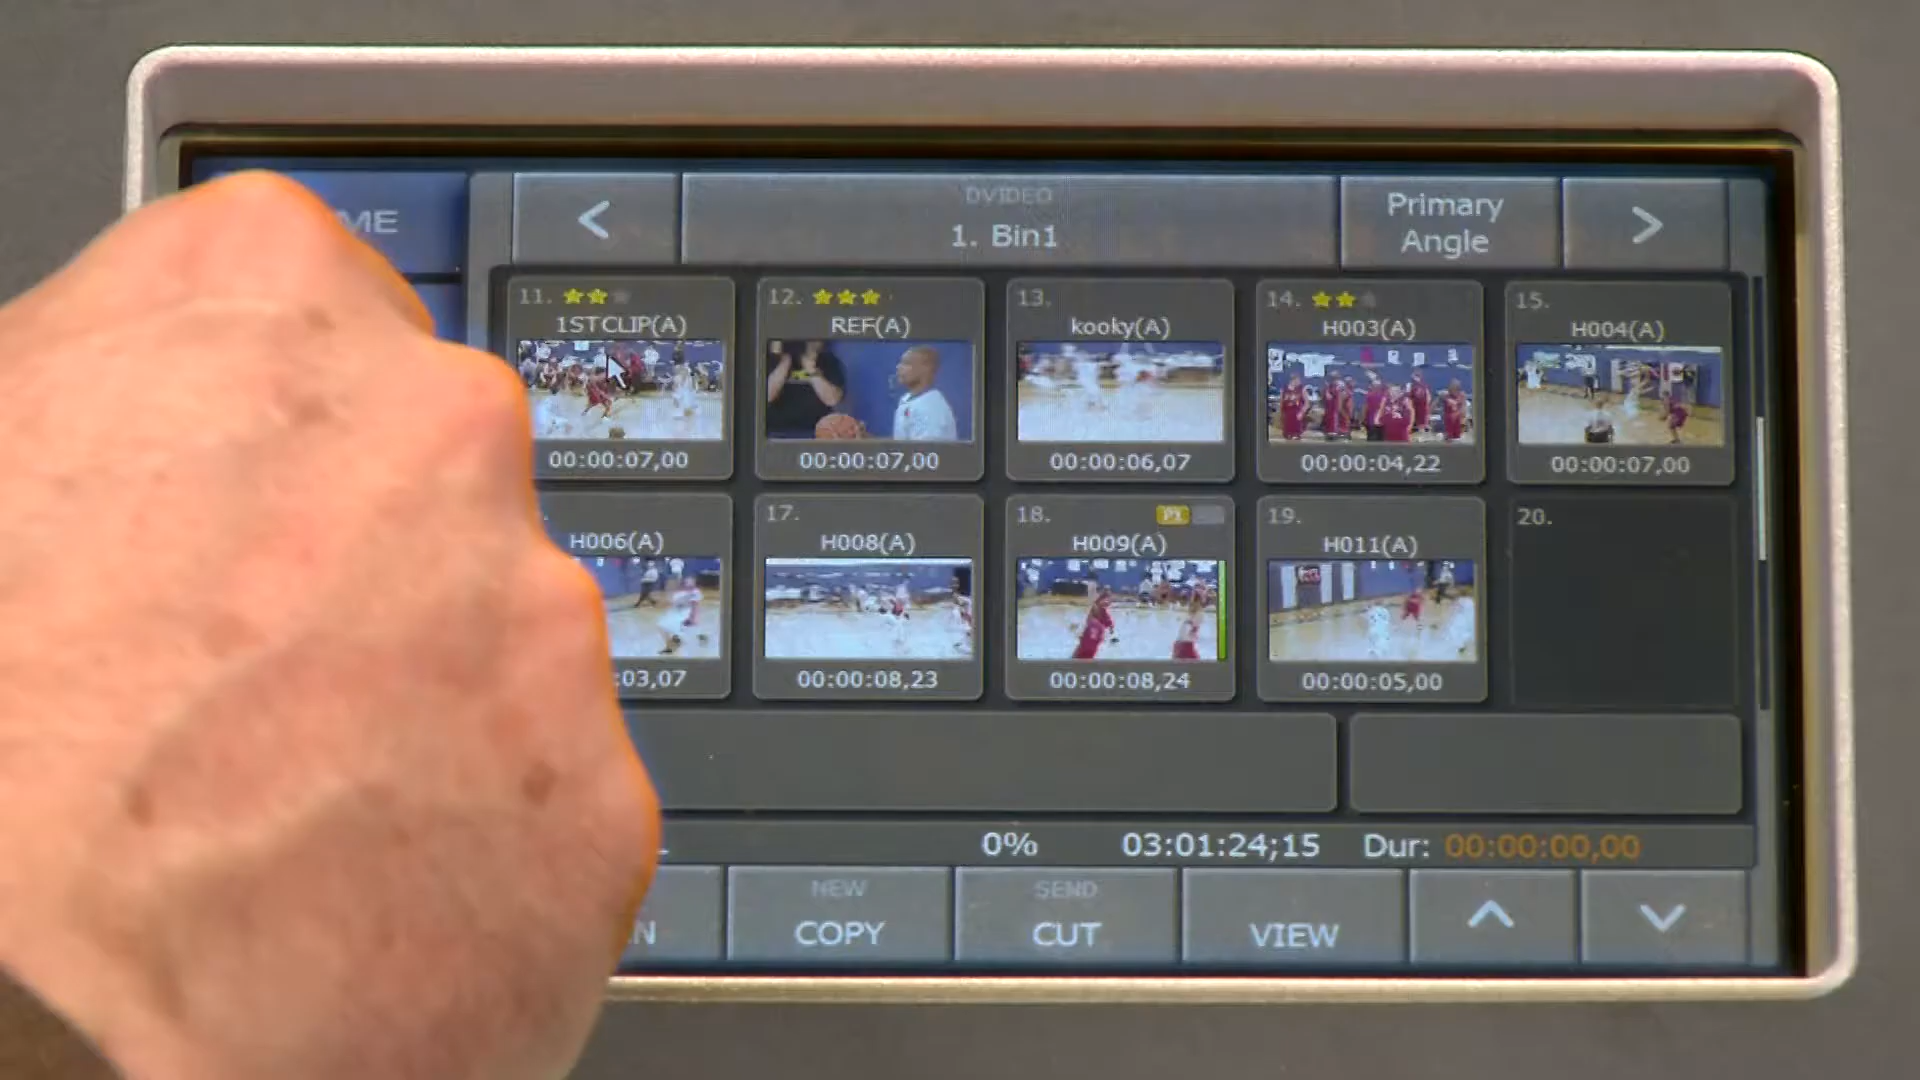 ME
<
DVIDEO
1. Bin1
Primary
Angle
>
11.
1STCLIP(A)
00:00:07,00
12.
REF(A)
00:00:07,00
13.
kooky(A)
00:00:06,07
14.
H003(A)
00:00:04,22
15.
H004(A)
00:00:07,00
H006(A)
:03,07
17.
H008(A)
00:00:08,23
18.
P1
H009(A)
00:00:08,24
19.
H011(A)
00:00:05,00
20.
0%
03:01:24;15
Dur: 00:00:00,00
N
NEW
COPY
SEND
CUT
VIEW